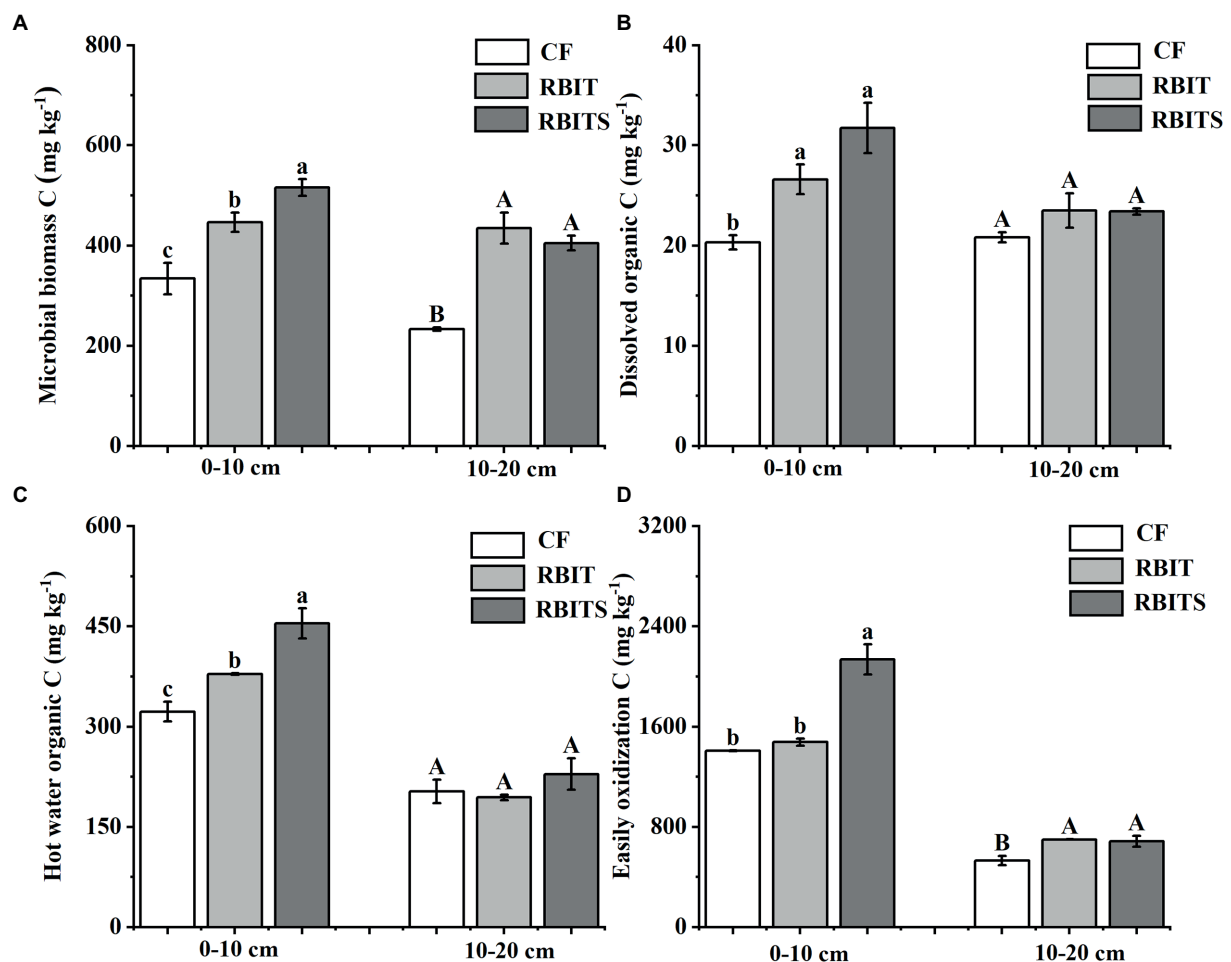 A
Microbial biomass C (mg kg-1)
800
600
400
200
0
CF
RBIT
RBITS
c
b
a
B
A
A
0-10 cm
10-20 cm
B
Dissolved organic C (mg kg-1)
40
30
20
10
0
CF
RBIT
RBITS
b
a
a
A
A
A
0-10 cm
10-20 cm
C
Hot water organic C (mg kg-1)
600
450
300
150
0
CF
RBIT
RBITS
c
b
a
A
A
A
0-10 cm
10-20 cm
D
Easily oxidization C (mg kg-1)
3200
2400
1600
800
0
CF
RBIT
RBITS
b
b
a
B
A
A
0-10 cm
10-20 cm